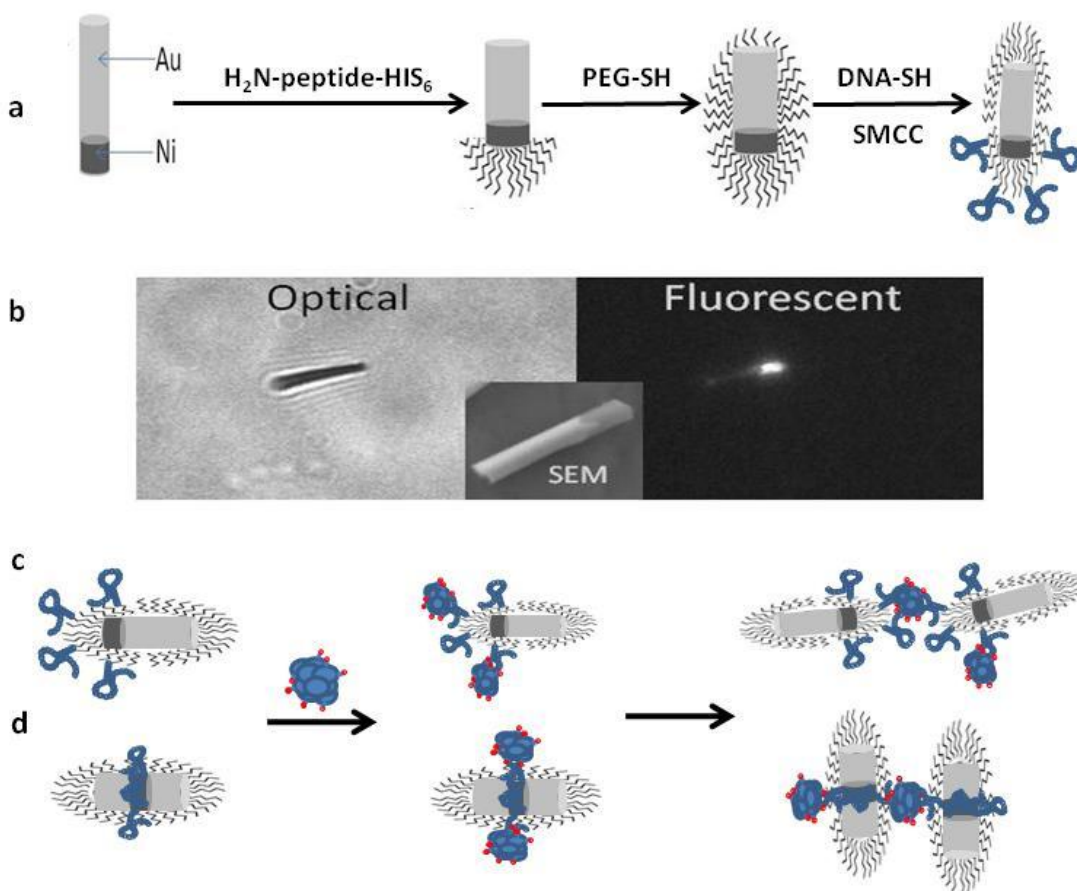 a
Au
Ni
H₂N-peptide-HIS₆
PEG-SH
DNA-SH
SMCC
b
Optical
Fluorescent
SEM
c
d